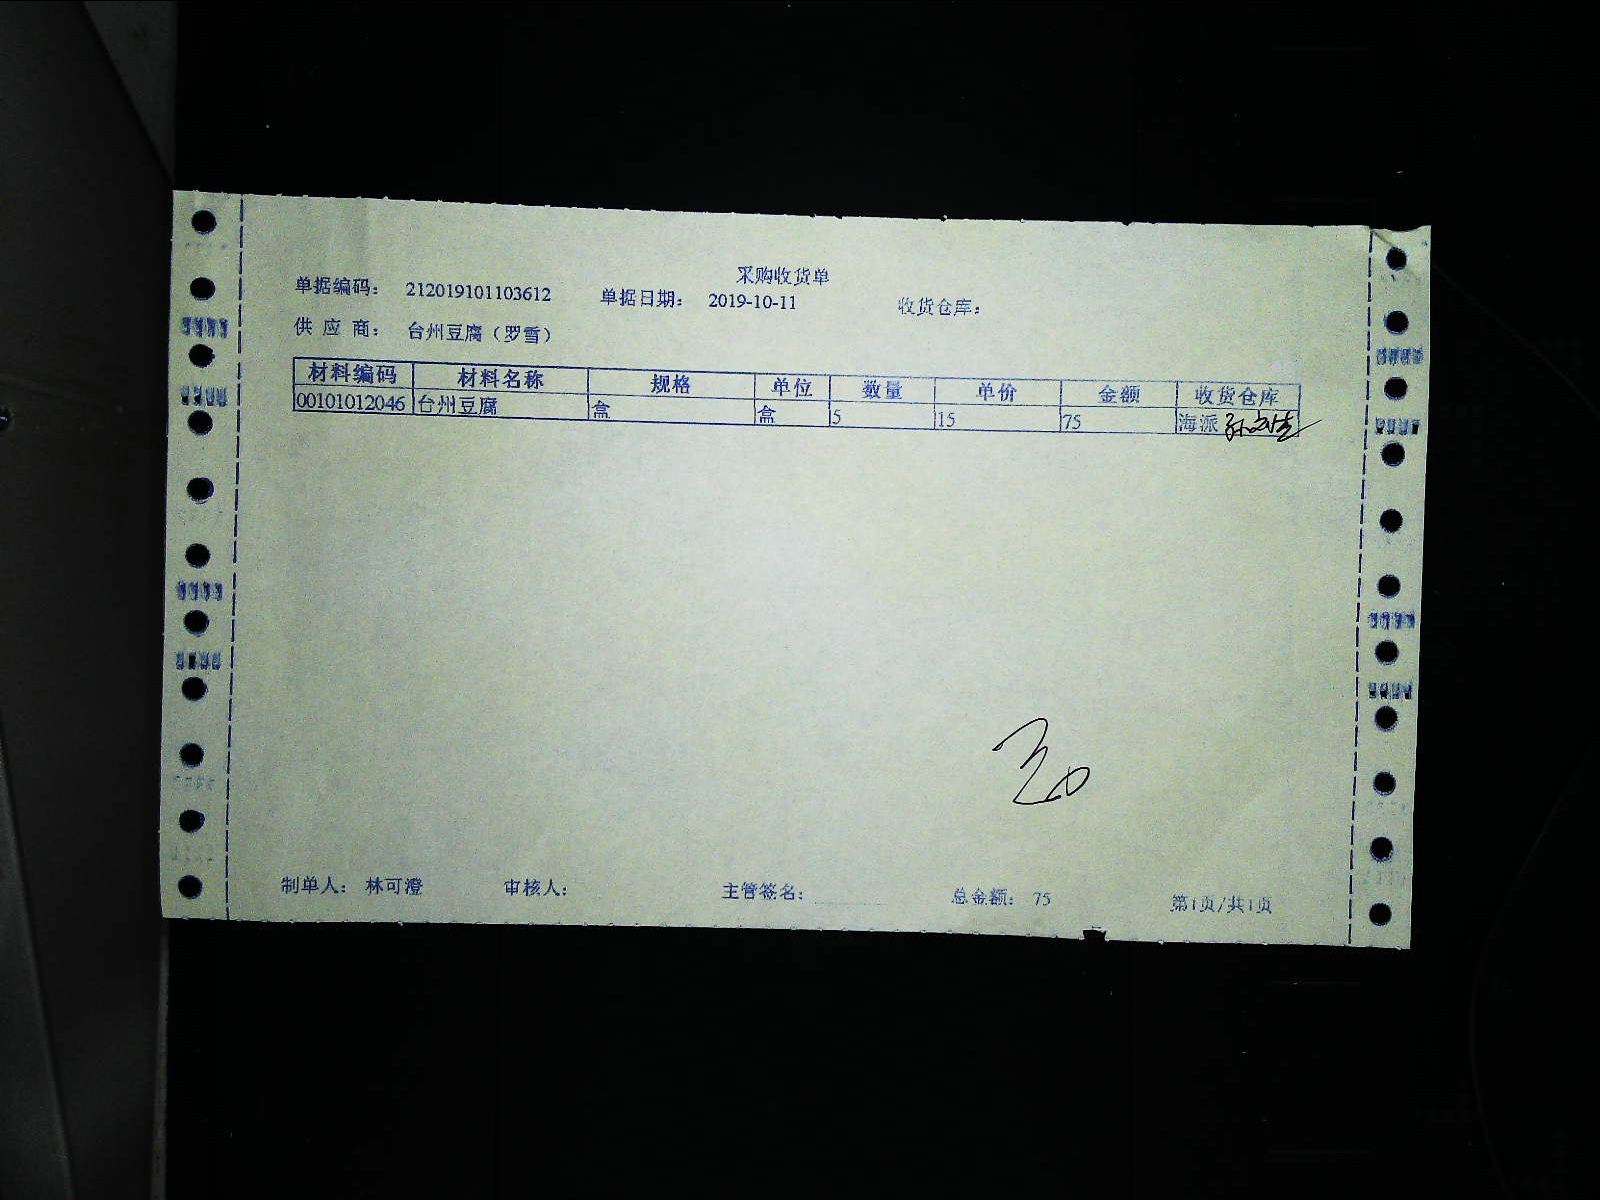 采购收货单
单据编码： 212019101103612 单据日期： 2019-10-11 收货仓库：
供 应 商： 台州豆腐（罗雪）
材料编码 材料名称 规格 单位 数量 单价 金额 收货仓库
00101012046 台州豆腐 盒 盒 5 15 75 海派
制单人： 林可澄 审核人： 主管签名： 总金额： 75 第1页/共1页